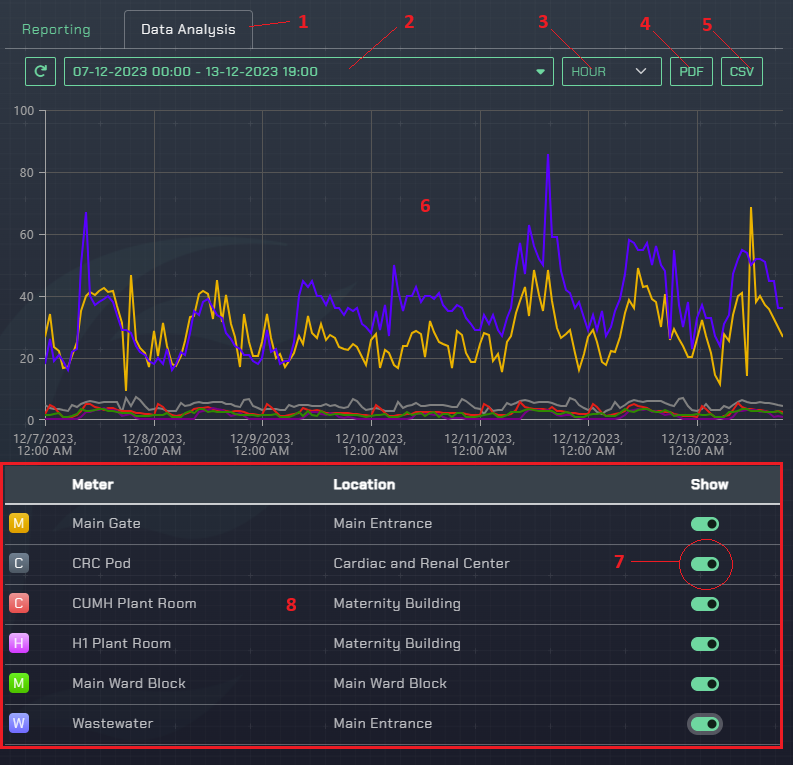 Reporting Data Analysis 1 2 3 4 5
07-12-2023 00:00 - 13-12-2023 19:00 HOUR PDF CSV
100
80
6
60
40
20
0
12/7/2023, 12/8/2023, 12/9/2023, 12/10/2023, 12/11/2023, 12/12/2023, 12/13/2023,
12:00 AM 12:00 AM 12:00 AM 12:00 AM 12:00 AM 12:00 AM 12:00 AM
Meter Location Show
M Main Gate Main Entrance
C CRC Pod Cardiac and Renal Center 7
C CUMH Plant Room 8 Maternity Building
H H1 Plant Room Maternity Building
M Main Ward Block Main Ward Block
W Wastewater Main Entrance